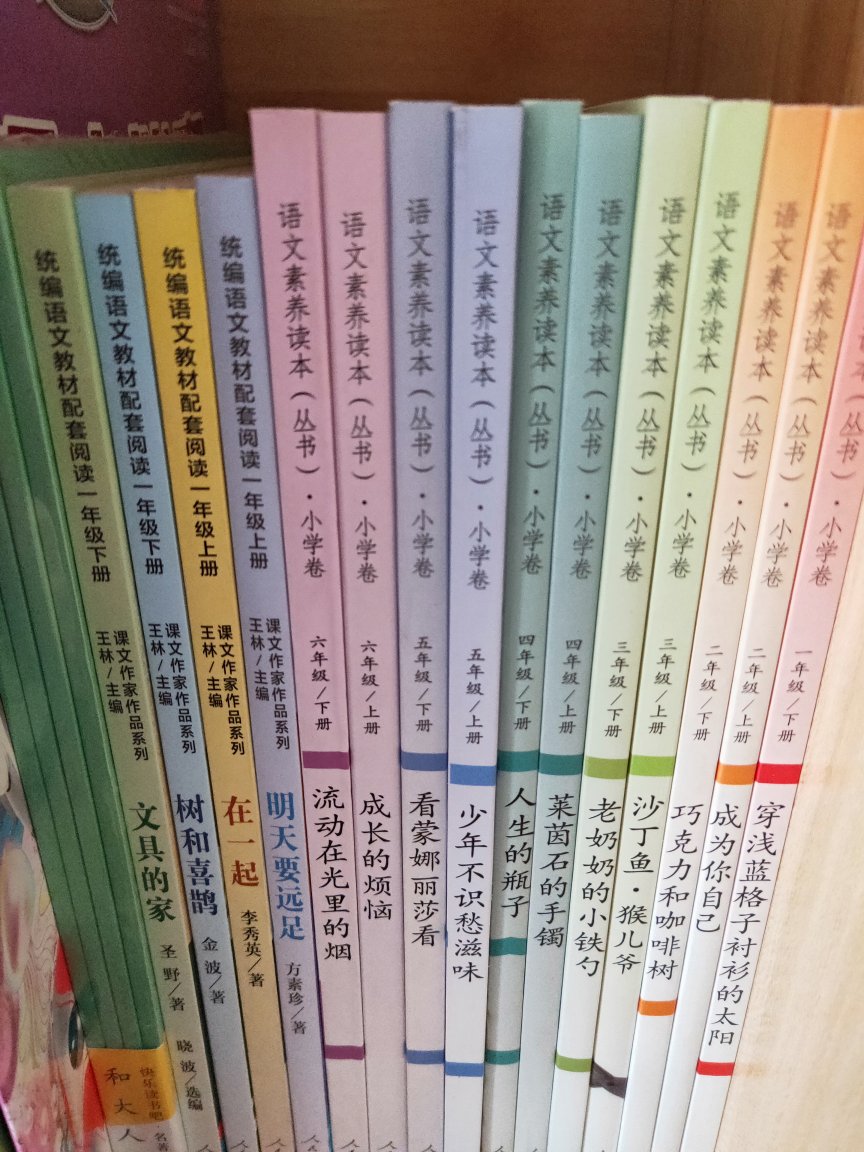 和大人
快乐读书吧·名著
统编语文教材配套阅读一年级下册
课文作家作品系列
王林/主编
文具的家
圣野/著
晓波/选编
统编语文教材配套阅读一年级下册
课文作家作品系列
王林/主编
树和喜鹊
金波/著
统编语文教材配套阅读一年级上册
课文作家作品系列
王林/主编
在一起
李秀英/著
统编语文教材配套阅读一年级上册
课文作家作品系列
王林/主编
明天要远足
方素珍/著
语文素养读本(丛书)·小学卷 六年级/下册 流动在光里的烟
语文素养读本(丛书)·小学卷 六年级/上册 成长的烦恼
语文素养读本(丛书)·小学卷 五年级/下册 看蒙娜丽莎看
语文素养读本(丛书)·小学卷 五年级/上册 少年不识愁滋味
语文素养读本(丛书)·小学卷 四年级/下册 人生的瓶子
语文素养读本(丛书)·小学卷 四年级/上册 莱茵石的手镯
语文素养读本(丛书)·小学卷 三年级/下册 老奶奶的小铁勺
语文素养读本(丛书)·小学卷 三年级/上册 沙丁鱼·猴儿爷
语文素养读本(丛书)·小学卷 二年级/下册 巧克力和咖啡树
语文素养读本(丛书)·小学卷 二年级/上册 成为你自己
语文素养读本(丛书)·小学卷 一年级/下册 穿浅蓝格子衬衫的太阳